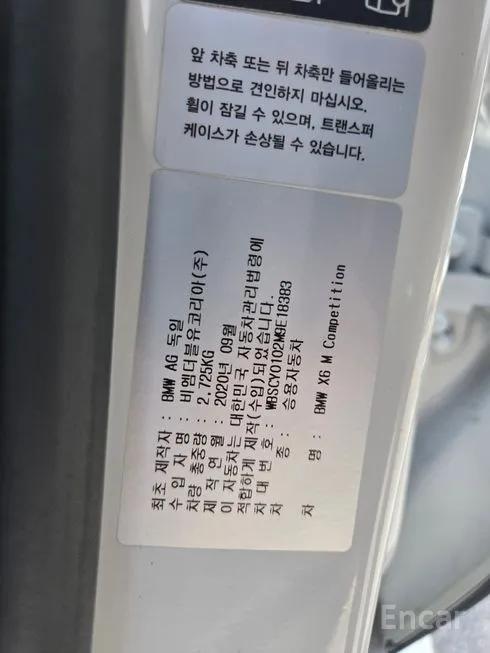 앞 차축 또는 뒤 차축만 들어올리는
방법으로 견인하지 마십시오.
휠이 잠길 수 있으며, 트랜스퍼
케이스가 손상될 수 있습니다.
최초 제작자 : BMW AG 독일
수 입 자 명 : 비엠더블유코리아(주)
차량 총중량 : 2,725KG
제 작 연 월 : 2020년 09월
이 자동차는 대한민국 자동차관리법령에
적합하게 제작(수입)되었습니다.
차 대 번 호 : WBSCY0102M9E18383
차 종 : 승용자동차
차 명 : BMW X6 M Competition
Encar